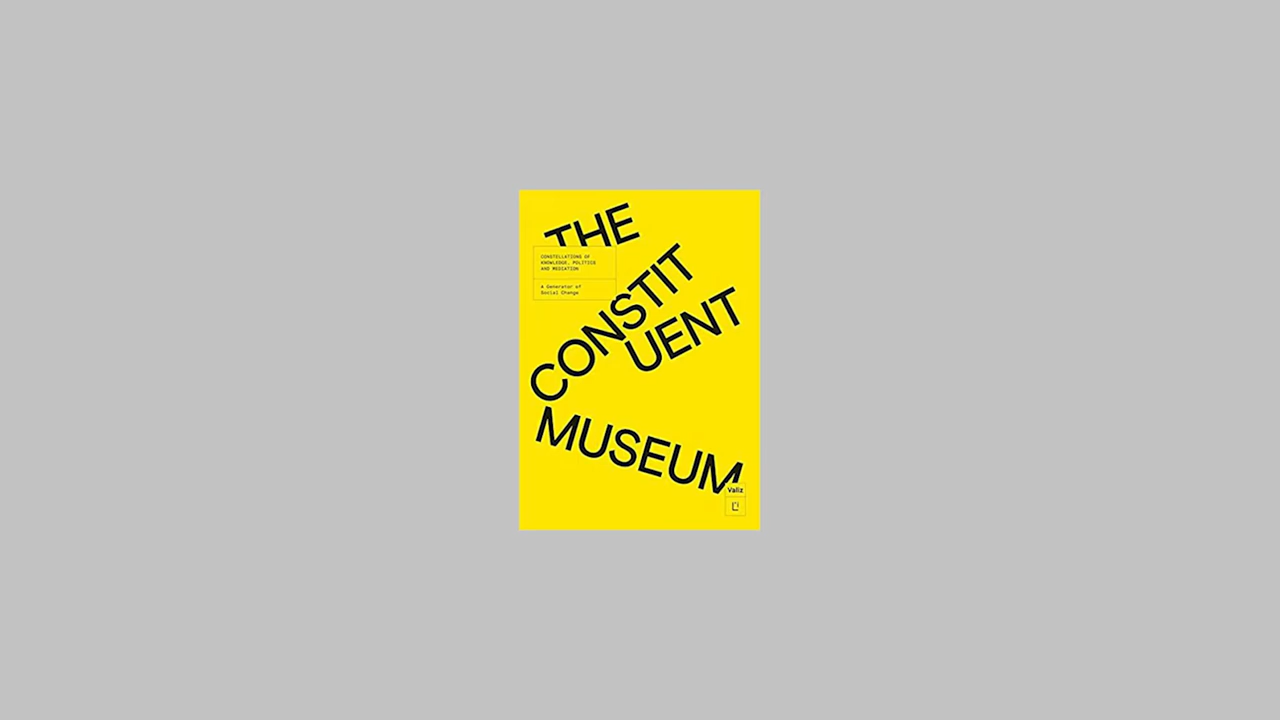 THE
CONSTELLATIONS OF
KNOWLEDGE, POLITICS
AND MEDIATION
A Generator of
Social Change
CONSTIT
UENT
MUSEUM
Valiz
L'i